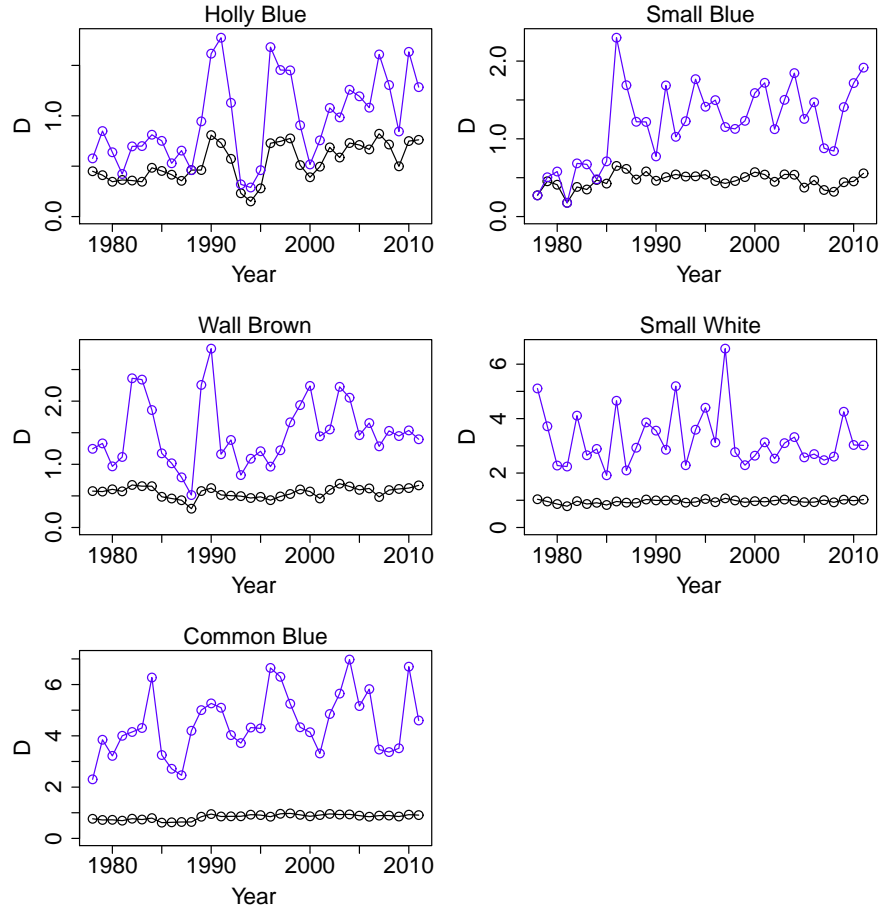 Holly Blue
D
0.0 1.0
1980 1990 2000 2010
Year
Small Blue
D
0.0 1.0 2.0
1980 1990 2000 2010
Year
Wall Brown
D
0.0 1.0 2.0
1980 1990 2000 2010
Year
Small White
D
0 2 4 6
1980 1990 2000 2010
Year
Common Blue
D
0 2 4 6
1980 1990 2000 2010
Year